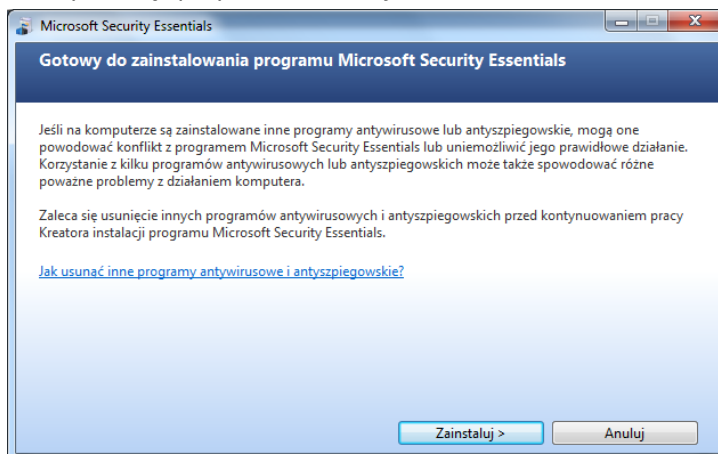 Microsoft Security Essentials
Gotowy do zainstalowania programu Microsoft Security Essentials
Jeśli na komputerze są zainstalowane inne programy antywirusowe lub antyszpiegowskie, mogą one
powodować konflikt z programem Microsoft Security Essentials lub uniemożliwić jego prawidłowe działanie.
Korzystanie z kilku programów antywirusowych lub antyszpiegowskich może także spowodować różne
poważne problemy z działaniem komputera.
Zaleca się usunięcie innych programów antywirusowych i antyszpiegowskich przed kontynuowaniem pracy
Kreatora instalacji programu Microsoft Security Essentials.
Jak usunąć inne programy antywirusowe i antyszpiegowskie?
Zainstaluj >
Anuluj